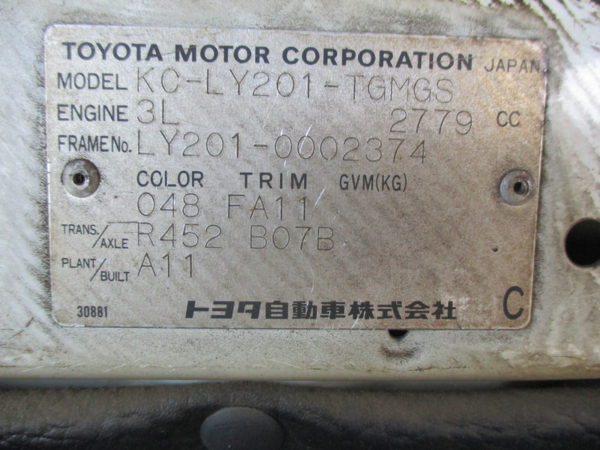 TOYOTA MOTOR CORPORATION JAPAN
MODEL KC-LY201-TGMGS
ENGINE 3L 2779 CC
FRAME No. LY201-0002374
COLOR TRIM GVM(KG)
048 FA11
TRANS./AXLE R452 B07B
PLANT/BUILT A11
30881 トヨタ自動車株式会社 C